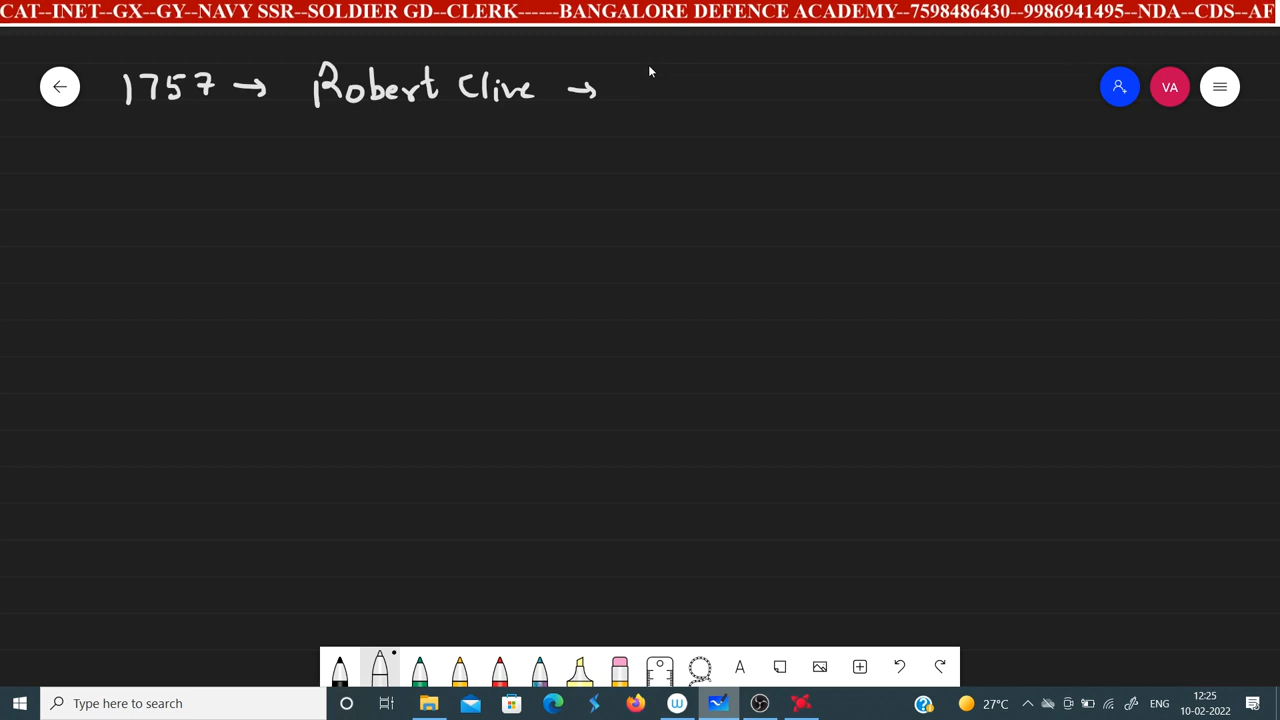 CAT--INET--GX--GY--NAVY SSR--SOLDIER GD--CLERK------BANGALORE DEFENCE ACADEMY--7598486430--9986941495--NDA--CDS--AF
1757 → Robert Clive →
VA
A
Type here to search
27°C
ENG
12:25
10-02-2022